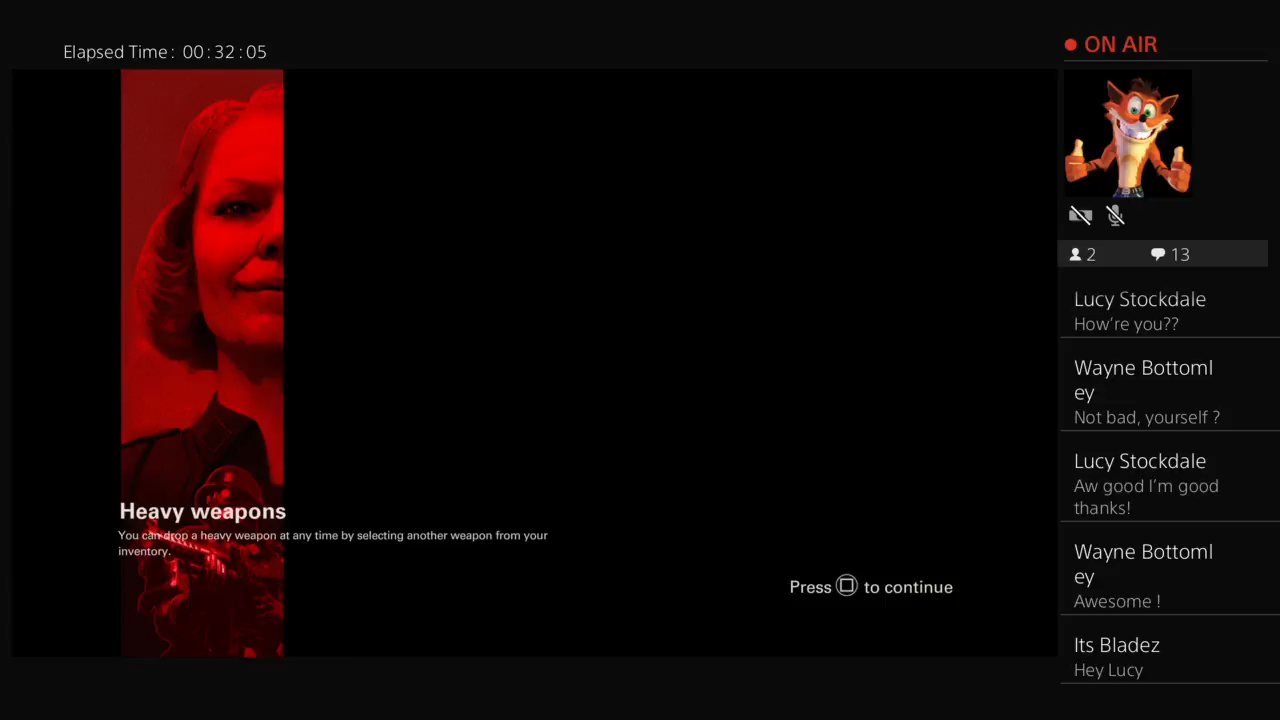 Elapsed Time: 00:32:05
ON AIR
2 13
Lucy Stockdale
How're you??
Wayne Bottoml
ey
Not bad, yourself ?
Lucy Stockdale
Aw good I'm good
thanks!
Wayne Bottoml
ey
Awesome !
Its Bladez
Hey Lucy
Heavy weapons
You can drop a heavy weapon at any time by selecting another weapon from your
inventory.
Press to continue